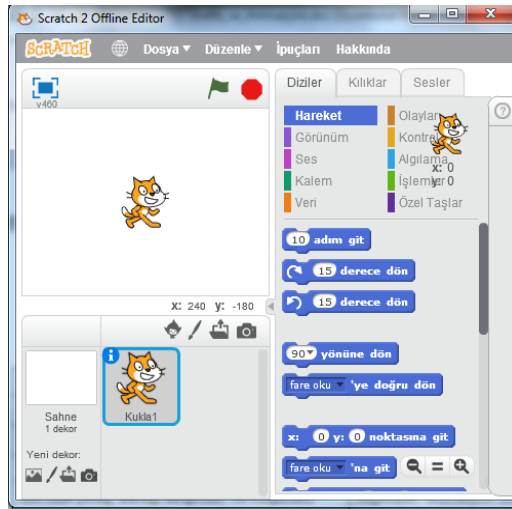 Scratch 2 Offline Editor
SCRATCH Dosya Düzenle İpuçları Hakkında
v460
Diziler Kılıklar Sesler
Hareket Olaylar
Görünüm Kontrol
Ses Algılama
Kalem İşlemler
Veri Özel Taşlar
x: 0
y: 0
10 adım git
15 derece dön
15 derece dön
90 yönüne dön
fare oku 'ye doğru dön
x: 0 y: 0 noktasına git
fare oku 'na git
x: 240 y: -180
Sahne
1 dekor
Yeni dekor:
Kukla1